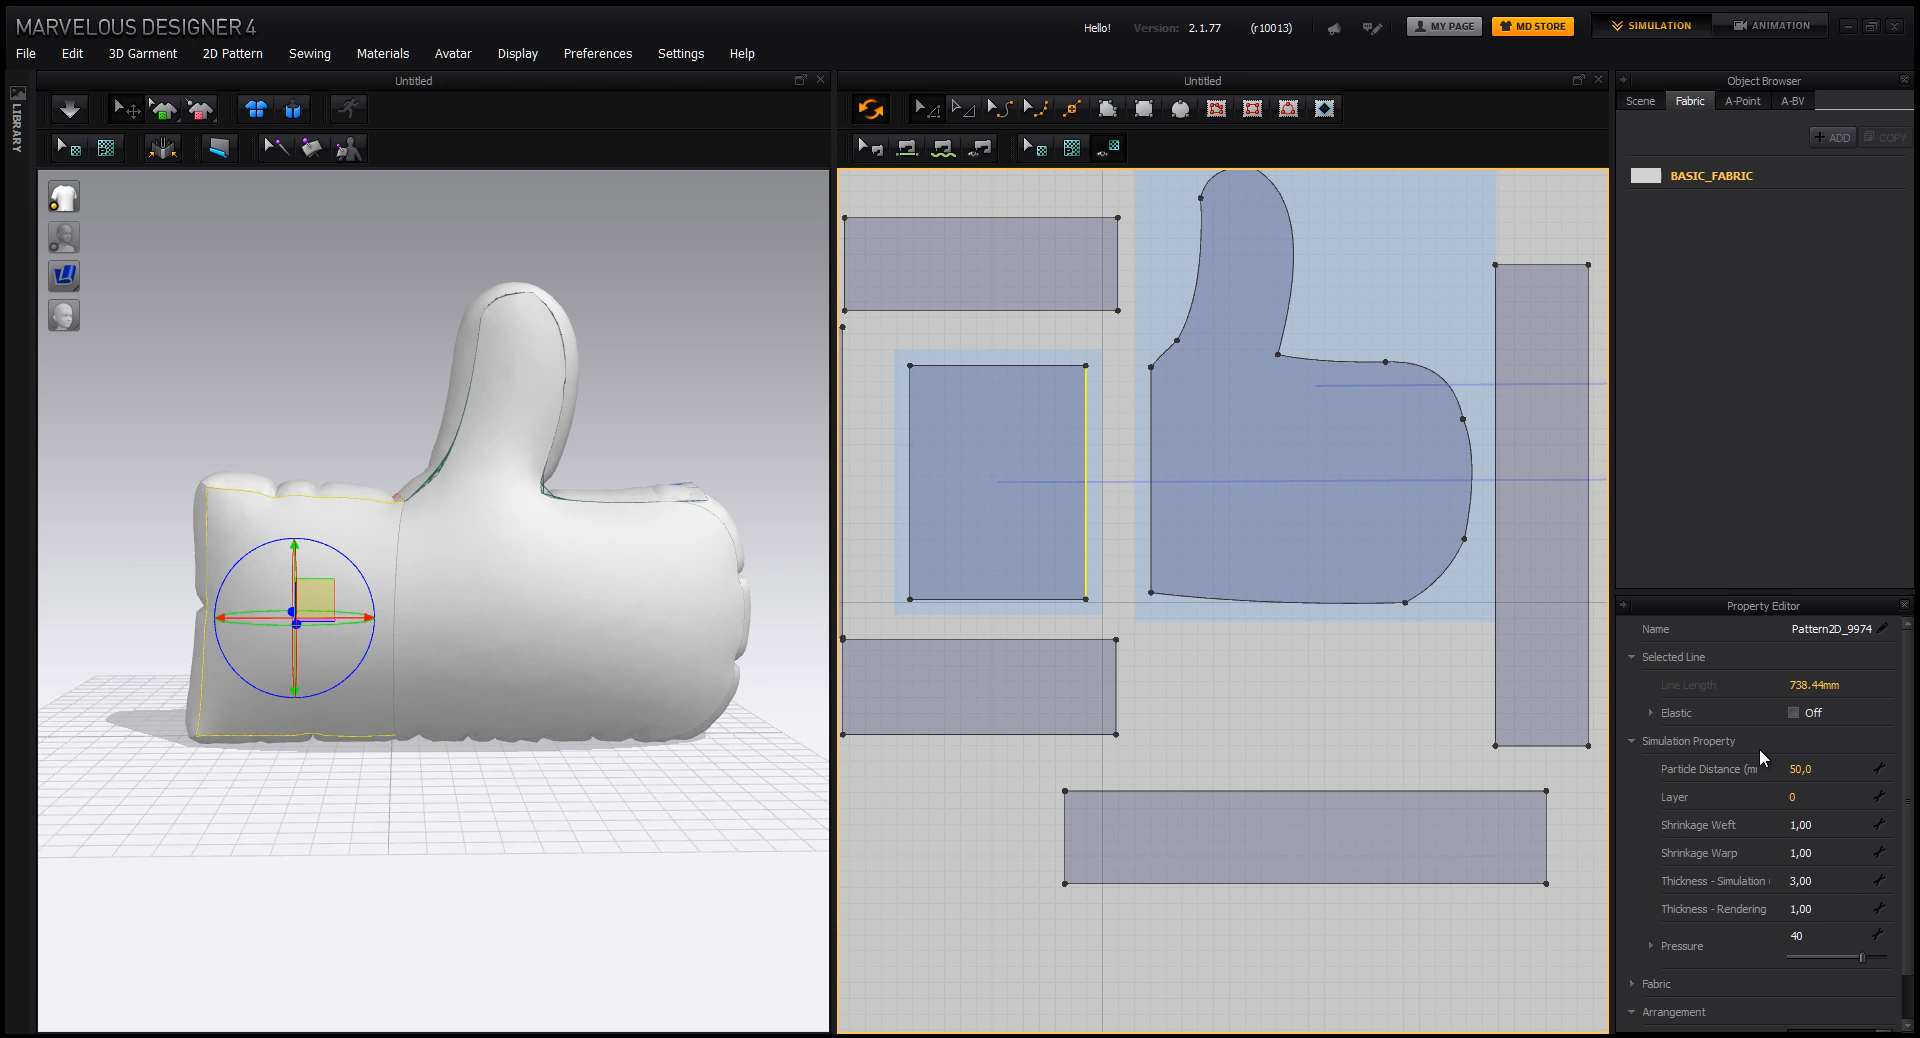 MARVELOUS DESIGNER 4
Hello! Version: 2.1.77 (r10013) MY PAGE MD STORE SIMULATION ANIMATION
File Edit 3D Garment 2D Pattern Sewing Materials Avatar Display Preferences Settings Help
LIBRARY
Untitled
Untitled
Object Browser
Scene Fabric A-Point A-BV
+ ADD COPY
BASIC_FABRIC
Property Editor
Name Pattern2D_9974
Selected Line
Line Length 738.44mm
Elastic Off
Simulation Property
Particle Distance (m 50,0
Layer 0
Shrinkage Weft 1,00
Shrinkage Warp 1,00
Thickness - Simulation ( 3,00
Thickness - Rendering 1,00
Pressure 40
Fabric
Arrangement